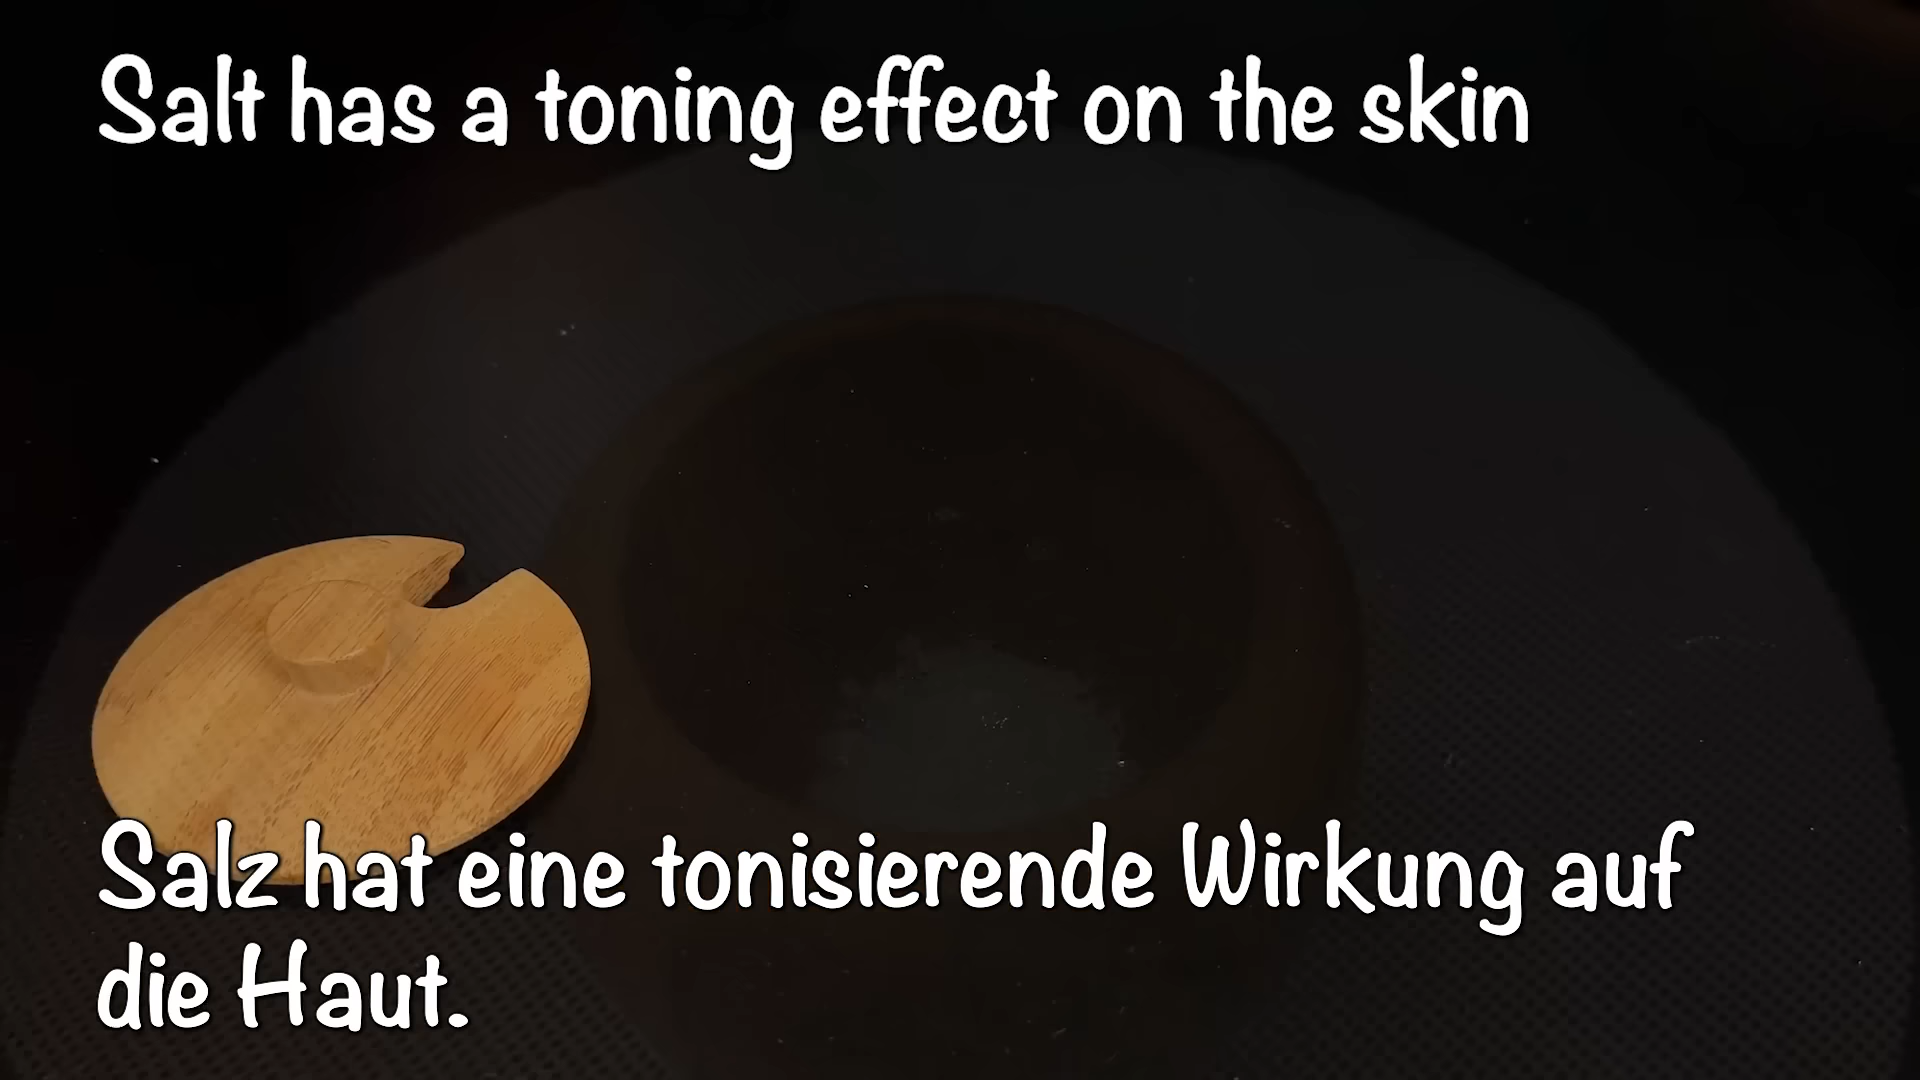 Salt has a toning effect on the skin
Salz hat eine tonisierende Wirkung auf
die Haut.